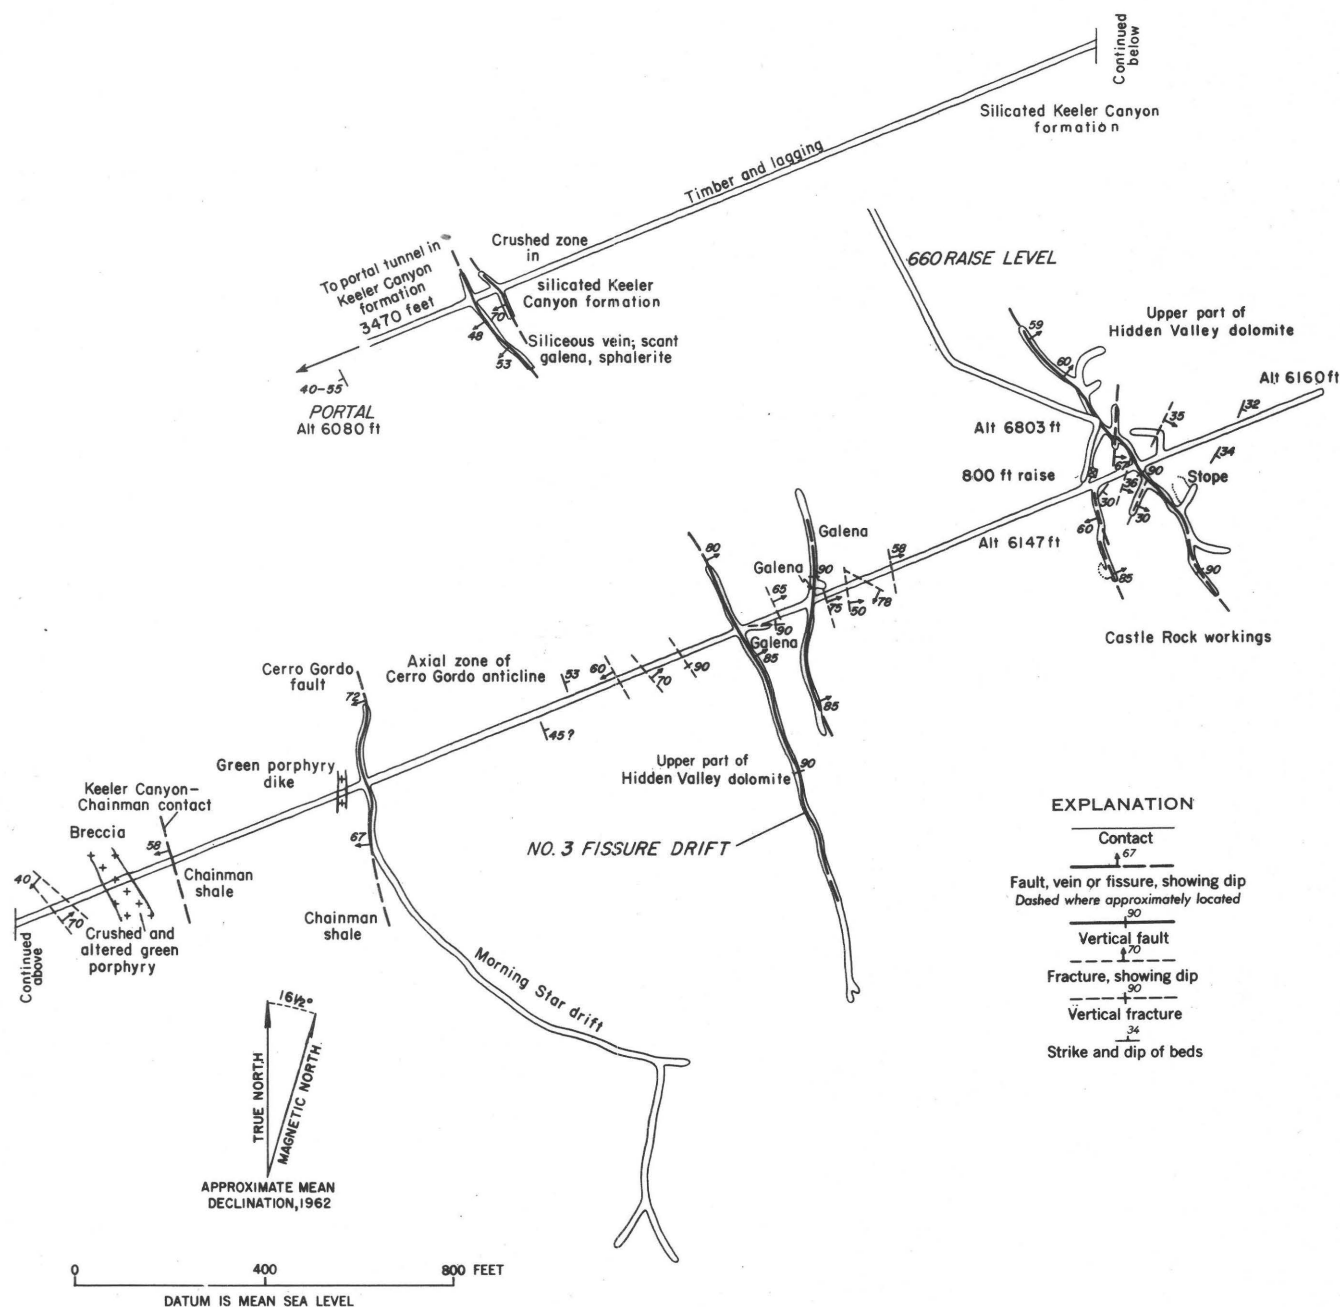 Continued
below
Silicated Keeler Canyon
formation
Timber and lagging
To portal tunnel in
Keeler Canyon
formation
3470 feet
Crushed zone
in
silicated Keeler
Canyon formation
70
48
53
Siliceous vein; scant
galena, sphalerite
40-55
PORTAL
Alt 6080 ft
660 RAISE LEVEL
59
60
Upper part of
Hidden Valley dolomite
Alt 6160 ft
35
32
34
Alt 6803 ft
67
90
800 ft raise
36
Stope
30
30
60
Alt 6147 ft
85
90
Castle Rock workings
80
Galena
58
Galena
90
65
75
50
78
90
Galena
85
85
Cerro Gordo
fault
72
Axial zone of
Cerro Gordo anticline
53
60
70
90
45?
Upper part of
Hidden Valley dolomite
90
Green porphyry
dike
Keeler Canyon-
Chainman contact
Breccia
58
67
NO. 3 FISSURE DRIFT
40
70
Chainman
shale
Chainman
shale
Crushed and
altered green
porphyry
Continued
above
Morning Star drift
16 1/2°
TRUE NORTH
MAGNETIC NORTH
APPROXIMATE MEAN
DECLINATION, 1962
0 400 800 FEET
DATUM IS MEAN SEA LEVEL
EXPLANATION
Contact
67
Fault, vein or fissure, showing dip
Dashed where approximately located
90
Vertical fault
70
Fracture, showing dip
90
Vertical fracture
34
Strike and dip of beds